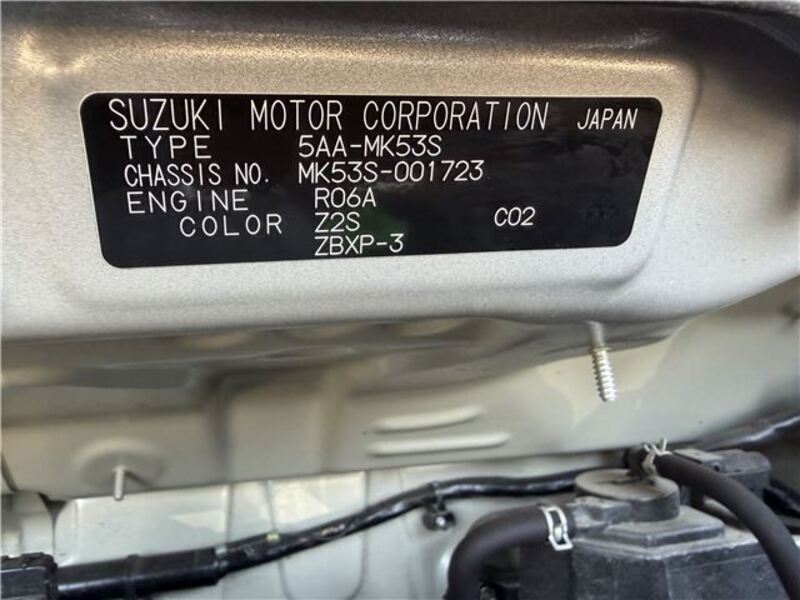 SUZUKI MOTOR CORPORATION JAPAN
TYPE 5AA-MK53S
CHASSIS NO. MK53S-001723
ENGINE R06A
COLOR Z2S C02
ZBXP-3